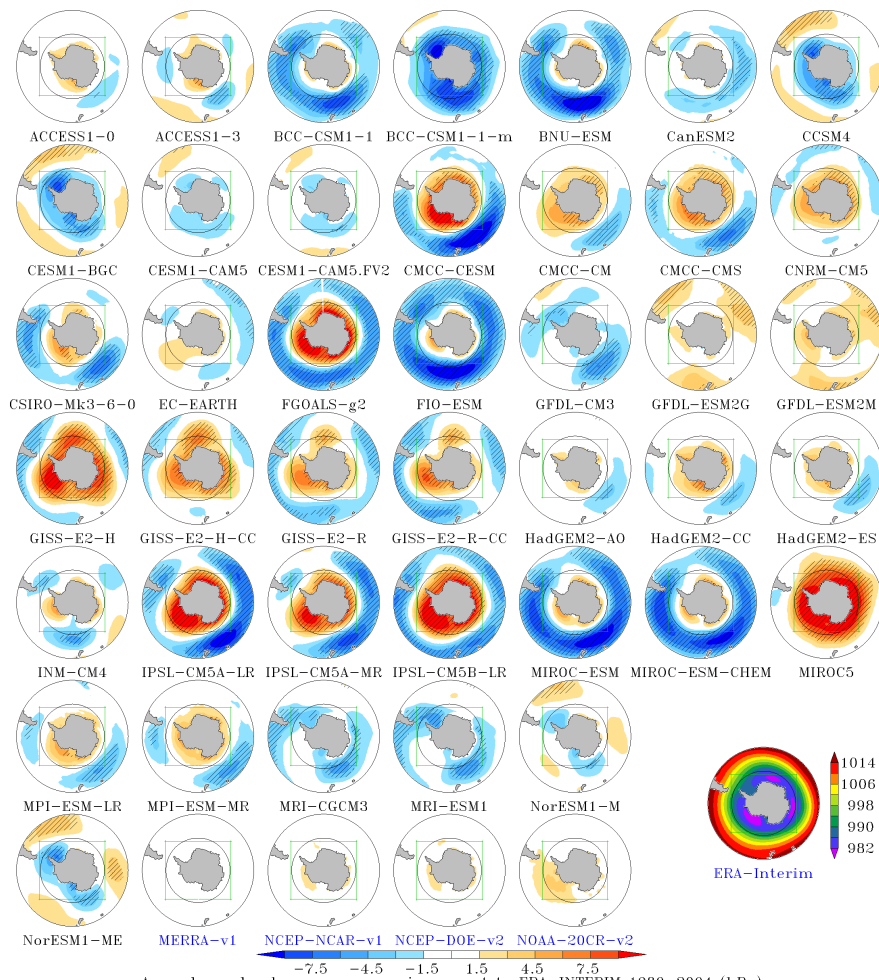 ACCESS1-0 ACCESS1-3 BCC-CSM1-1 BCC-CSM1-1-m BNU-ESM CanESM2 CCSM4
CESM1-BGC CESM1-CAM5 CESM1-CAM5.FV2 CMCC-CESM CMCC-CM CMCC-CMS CNRM-CM5
CSIRO-Mk3-6-0 EC-EARTH FGOALS-g2 FIO-ESM GFDL-CM3 GFDL-ESM2G GFDL-ESM2M
GISS-E2-H GISS-E2-H-CC GISS-E2-R GISS-E2-R-CC HadGEM2-AO HadGEM2-CC HadGEM2-ES
INM-CM4 IPSL-CM5A-LR IPSL-CM5A-MR IPSL-CM5B-LR MIROC-ESM MIROC-ESM-CHEM MIROC5
MPI-ESM-LR MPI-ESM-MR MRI-CGCM3 MRI-ESM1 NorESM1-M
1014
1006
998
990
982
ERA-Interim
NorESM1-ME MERRA-v1 NCEP-NCAR-v1 NCEP-DOE-v2 NOAA-20CR-v2
-7.5 -4.5 -1.5 1.5 4.5 7.5